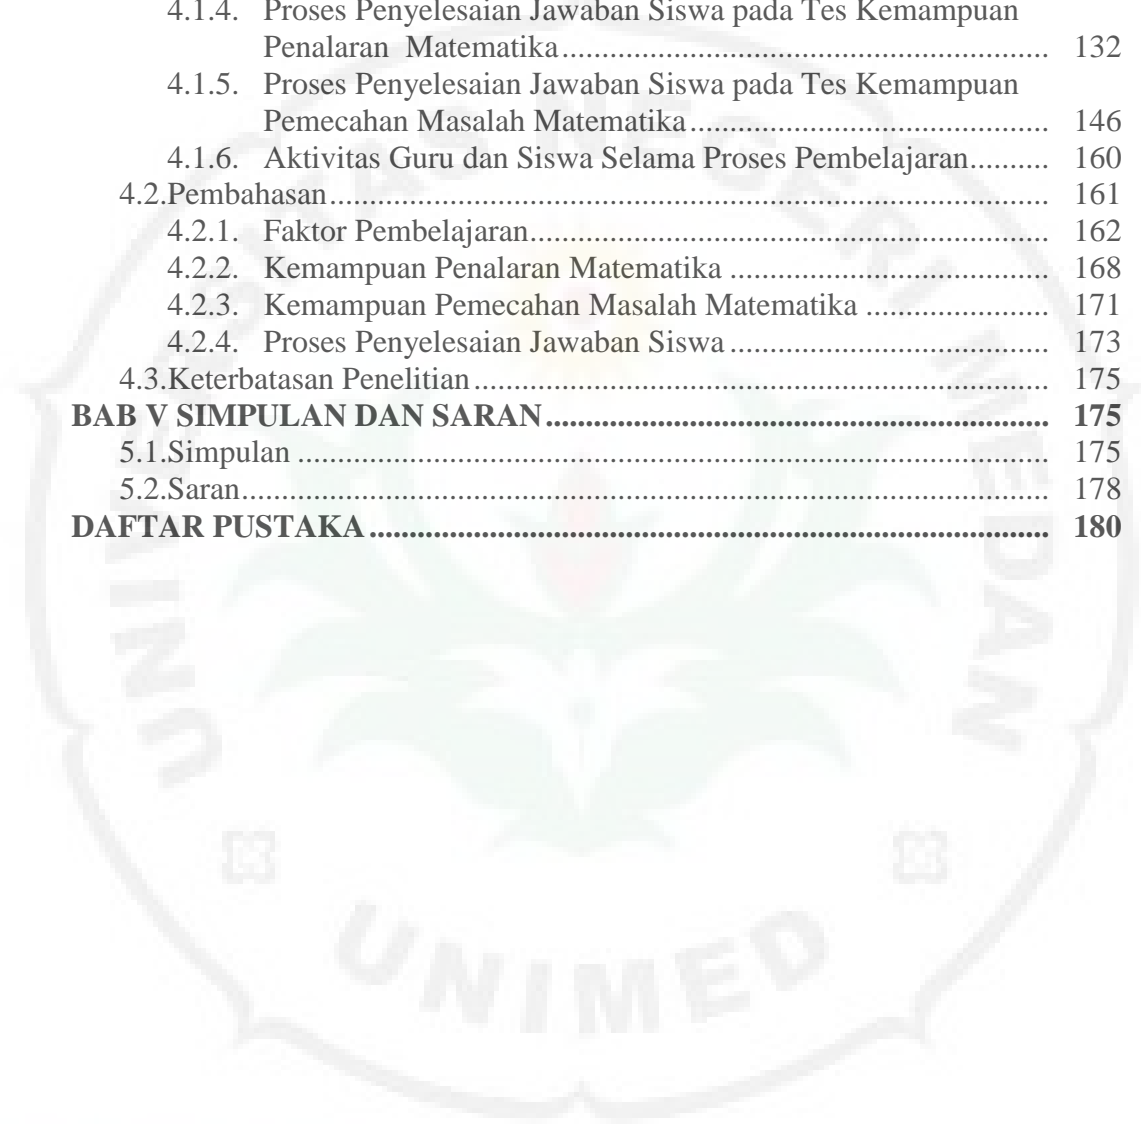 4.1.4. Proses Penyelesaian Jawaban Siswa pada Tes Kemampuan
Penalaran Matematika............................................................. 132
4.1.5. Proses Penyelesaian Jawaban Siswa pada Tes Kemampuan
Pemecahan Masalah Matematika............................................. 146
4.1.6. Aktivitas Guru dan Siswa Selama Proses Pembelajaran.......... 160
4.2.Pembahasan.......................................................................................... 161
4.2.1. Faktor Pembelajaran................................................................. 162
4.2.2. Kemampuan Penalaran Matematika ........................................ 168
4.2.3. Kemampuan Pemecahan Masalah Matematika ....................... 171
4.2.4. Proses Penyelesaian Jawaban Siswa ........................................ 173
4.3.Keterbatasan Penelitian ........................................................................ 175
BAB V SIMPULAN DAN SARAN ............................................................... 175
5.1.Simpulan .............................................................................................. 175
5.2.Saran..................................................................................................... 178
DAFTAR PUSTAKA ..................................................................................... 180
UNIVERSITAS NEGERI MEDAN
UNIMED